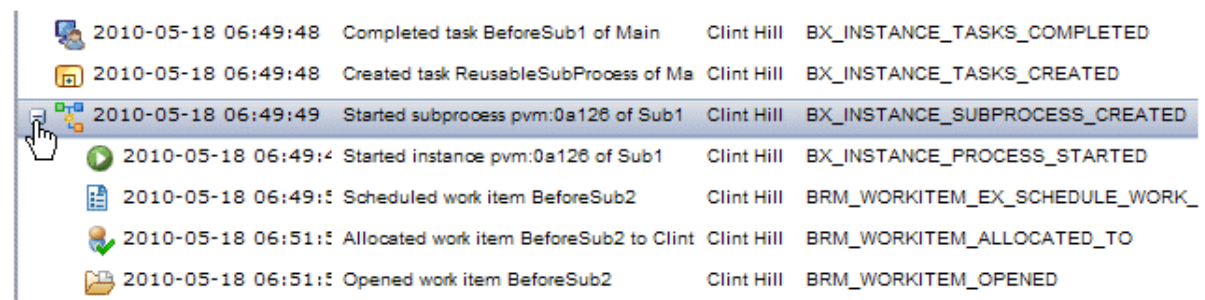 2010-05-18 06:49:48 Completed task BeforeSub1 of Main Clint Hill BX_INSTANCE_TASKS_COMPLETED
2010-05-18 06:49:48 Created task ReusableSubProcess of Ma Clint Hill BX_INSTANCE_TASKS_CREATED
2010-05-18 06:49:49 Started subprocess pvm:0a126 of Sub1 Clint Hill BX_INSTANCE_SUBPROCESS_CREATED
2010-05-18 06:49:4 Started instance pvm:0a126 of Sub1 Clint Hill BX_INSTANCE_PROCESS_STARTED
2010-05-18 06:49:5 Scheduled work item BeforeSub2 Clint Hill BRM_WORKITEM_EX_SCHEDULE_WORK_
2010-05-18 06:51:5 Allocated work item BeforeSub2 to Clint Clint Hill BRM_WORKITEM_ALLOCATED_TO
2010-05-18 06:51:5 Opened work item BeforeSub2 Clint Hill BRM_WORKITEM_OPENED